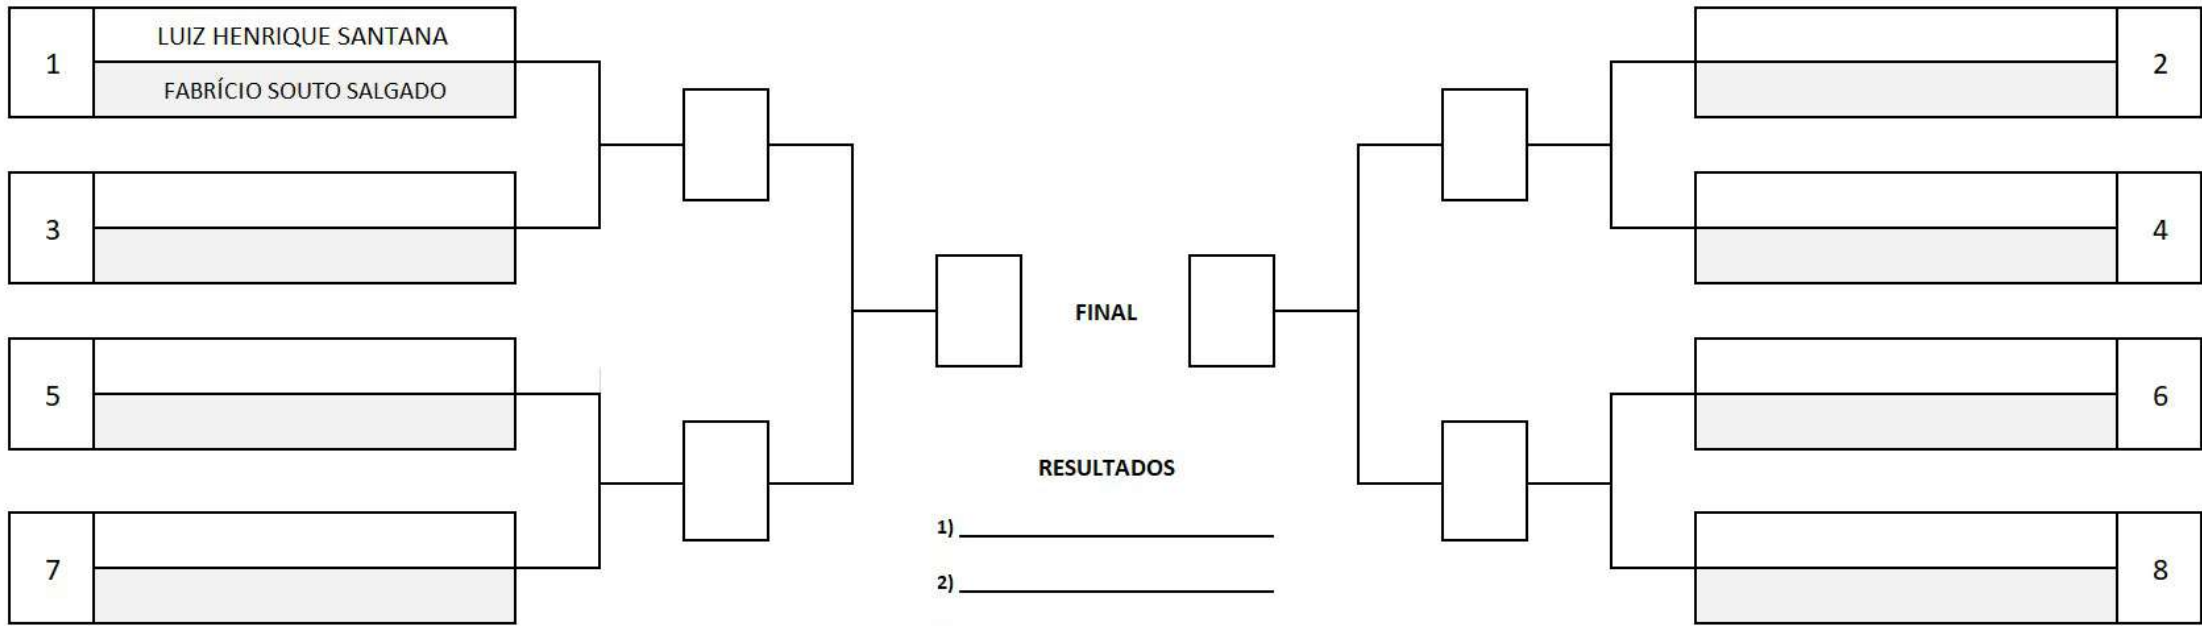 1
LUIZ HENRIQUE SANTANA
FABRÍCIO SOUTO SALGADO
3
5
7
FINAL
RESULTADOS
1)
2)
2
4
6
8